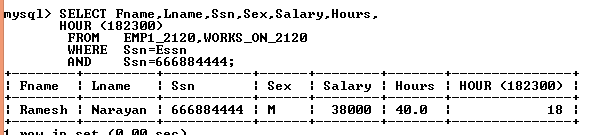 mysql> SELECT Fname,Lname,Ssn,Sex,Salary,Hours,
HOUR (182300)
FROM EMP1_2120,WORKS_ON_2120
WHERE Ssn=Essn
AND Ssn=666884444;
+---------+---------+-----------+------+--------+-------+---------------+
| Fname | Lname | Ssn | Sex | Salary | Hours | HOUR (182300) |
+---------+---------+-----------+------+--------+-------+---------------+
| Ramesh | Narayan | 666884444 | M | 38000 | 40.0 | 18 |
+---------+---------+-----------+------+--------+-------+---------------+
1 row in set (0.00 sec)